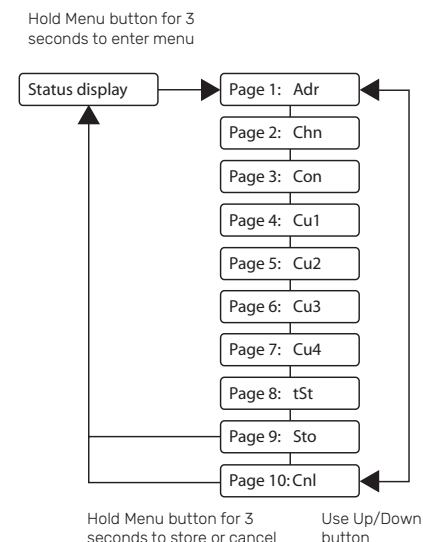 Hold Menu button for 3
seconds to enter menu
Status display
Page 1: Adr
Page 2: Chn
Page 3: Con
Page 4: Cu1
Page 5: Cu2
Page 6: Cu3
Page 7: Cu4
Page 8: tSt
Page 9: Sto
Page 10: Cnl
Hold Menu button for 3
seconds to store or cancel
Use Up/Down
button